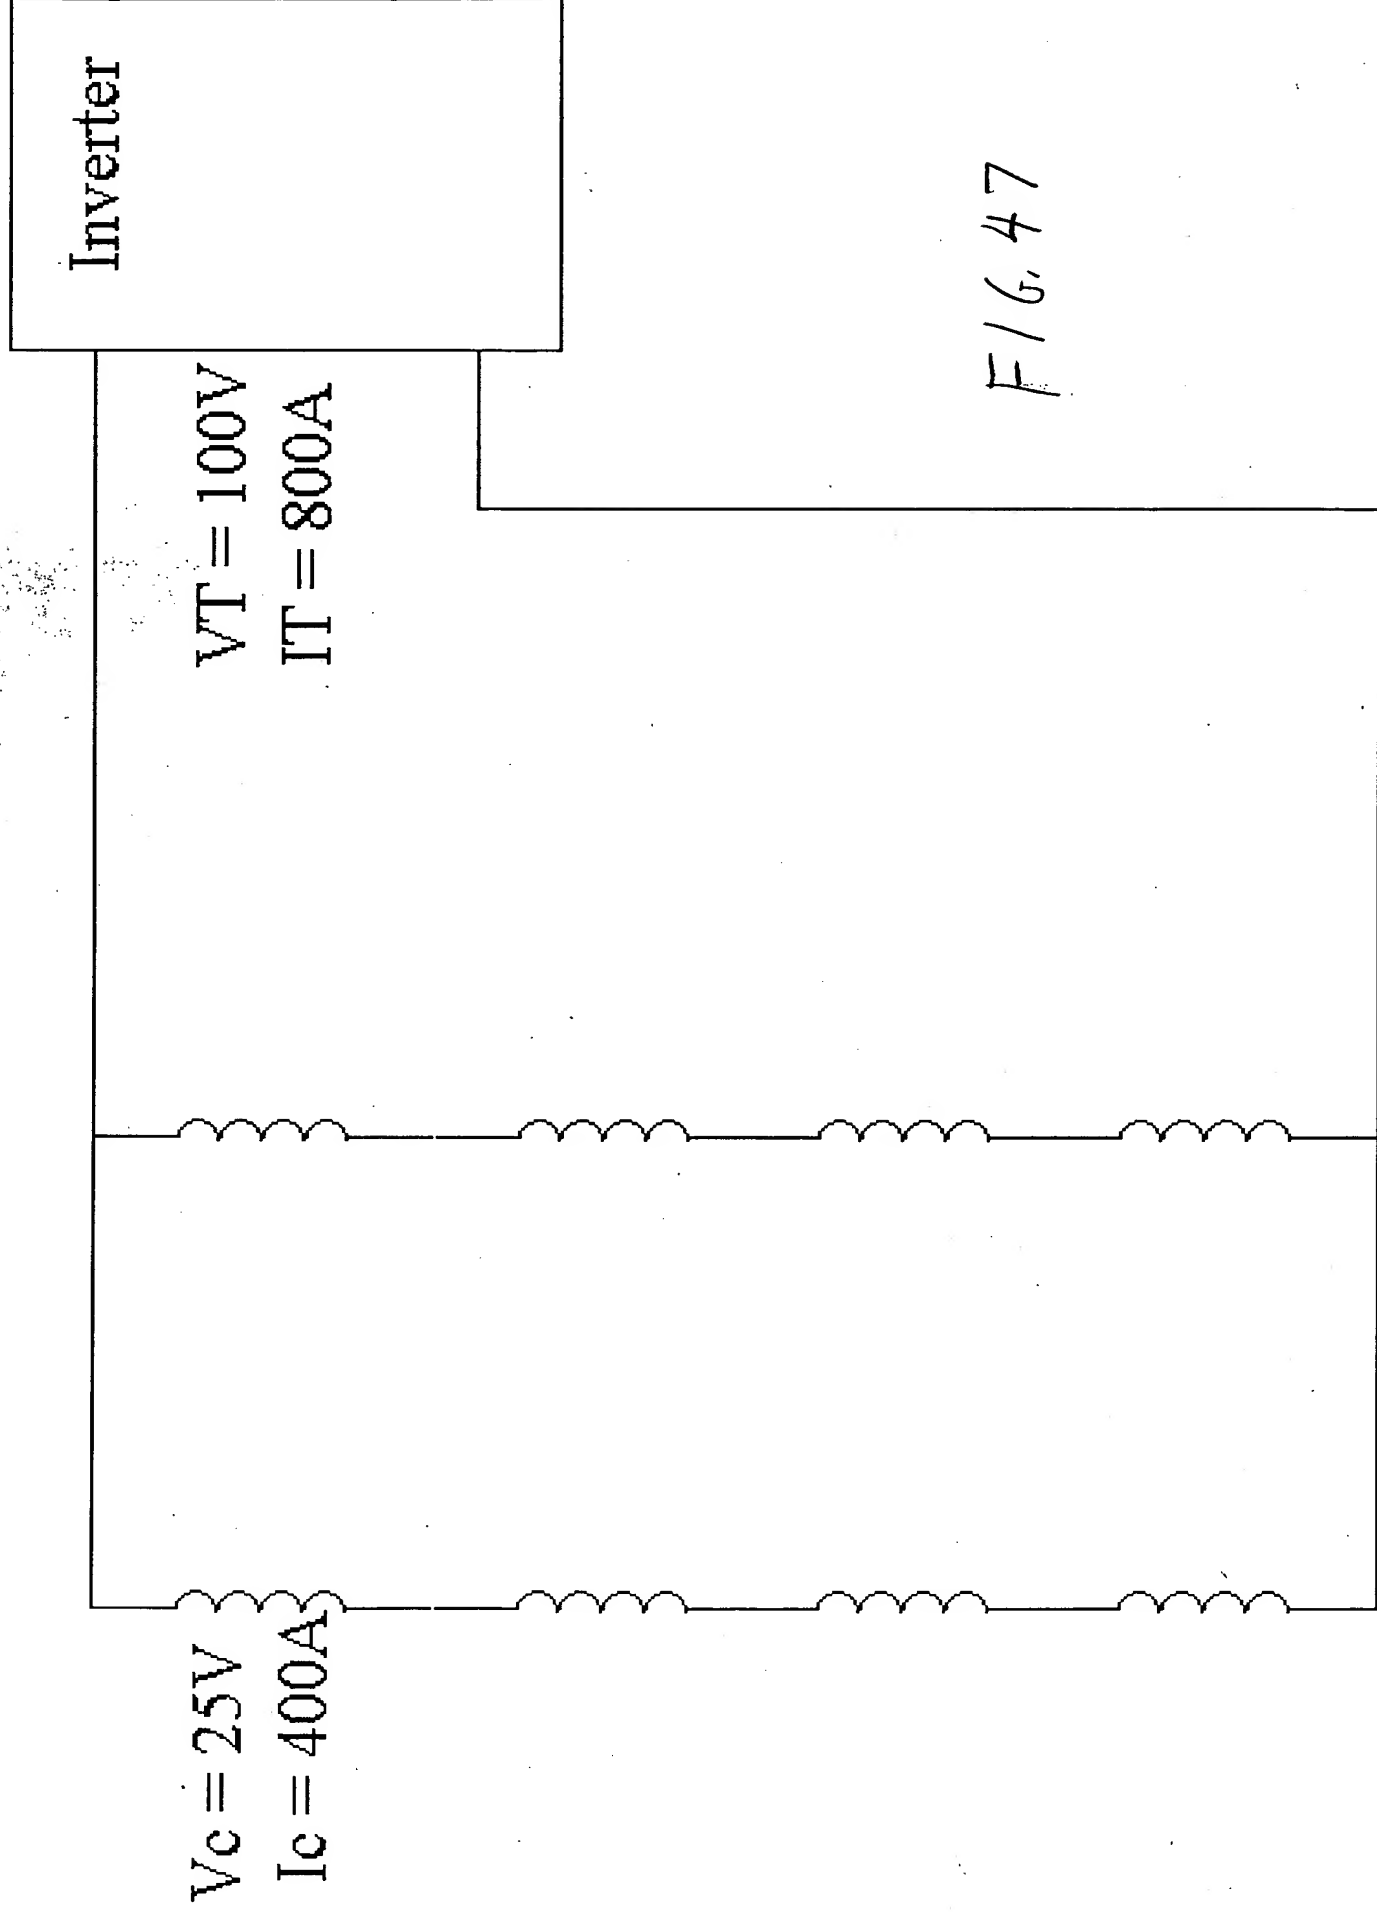 Inverter
VT = 100V
IT = 800A
Vc = 25V
Ic = 400A
FIG. 47